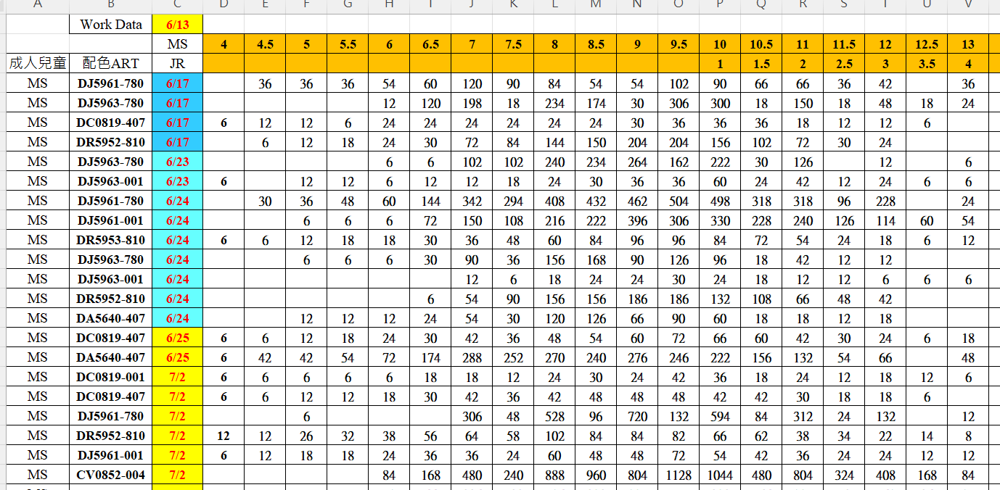 A B C D E F G H I J K L M N O P Q R S T U V
Work Data 6/13
MS 4 4.5 5 5.5 6 6.5 7 7.5 8 8.5 9 9.5 10 10.5 11 11.5 12 12.5 13
成人兒童 配色ART JR 1 1.5 2 2.5 3 3.5 4
MS DJ5961-780 6/17 36 36 36 54 60 120 90 84 54 54 102 90 66 66 36 42 36
MS DJ5963-780 6/17 12 120 198 18 234 174 30 306 300 18 150 18 48 18 24
MS DC0819-407 6/17 6 12 12 6 24 24 24 24 24 24 30 36 36 36 18 12 12 6
MS DR5952-810 6/17 6 12 18 24 30 72 84 144 150 204 204 156 102 72 30 24
MS DJ5963-780 6/23 6 6 102 102 240 234 264 162 222 30 126 12 6
MS DJ5963-001 6/23 6 12 12 6 12 12 18 24 30 36 36 60 24 42 12 24 6 6
MS DJ5961-780 6/24 30 36 48 60 144 342 294 408 432 462 504 498 318 318 96 228 24
MS DJ5961-001 6/24 6 6 6 72 150 108 216 222 396 306 330 228 240 126 114 60 54
MS DR5953-810 6/24 6 6 12 18 18 30 36 48 60 84 96 96 84 72 54 24 18 6 12
MS DJ5963-780 6/24 6 6 6 30 90 36 156 168 90 126 96 18 42 12 12
MS DJ5963-001 6/24 12 6 18 24 24 30 24 18 12 12 6 6 6
MS DR5952-810 6/24 6 54 90 156 156 186 186 132 108 66 48 42
MS DA5640-407 6/24 12 12 12 24 54 30 120 126 66 90 60 18 18 12 18
MS DC0819-407 6/25 6 6 12 18 24 30 42 36 48 54 60 72 66 60 42 30 24 6 18
MS DA5640-407 6/25 6 42 42 54 72 174 288 252 270 240 276 246 222 156 132 54 66 48
MS DC0819-001 7/2 6 6 6 6 6 18 18 12 24 30 24 42 36 18 24 12 18 12 6
MS DC0819-407 7/2 6 6 12 12 18 30 42 36 42 48 48 48 42 42 30 18 18 6
MS DJ5961-780 7/2 6 306 48 528 96 720 132 594 84 312 24 132 12
MS DR5952-810 7/2 12 12 26 32 38 56 64 58 102 84 84 82 66 62 38 34 22 14 8
MS DJ5961-001 7/2 6 12 18 18 24 36 36 24 60 48 48 72 54 42 36 24 24 12 12
MS CV0852-004 7/2 84 168 480 240 888 960 804 1128 1044 480 804 324 408 168 84